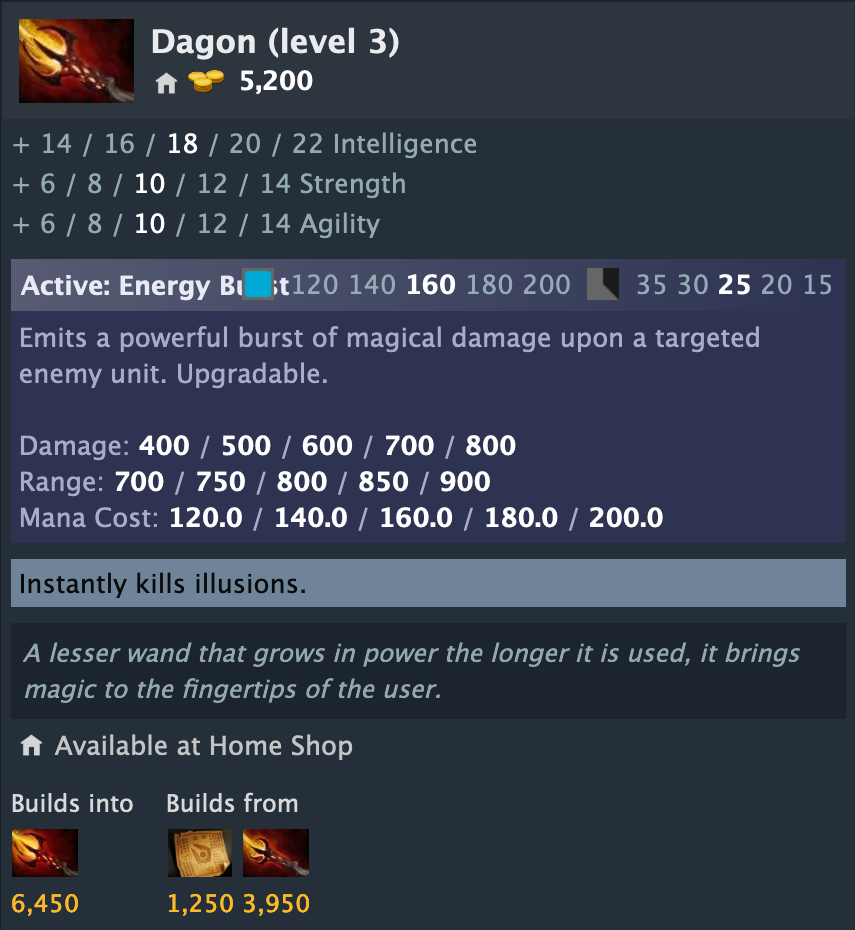 Dagon (level 3)
5,200
+ 14 / 16 / 18 / 20 / 22 Intelligence
+ 6 / 8 / 10 / 12 / 14 Strength
+ 6 / 8 / 10 / 12 / 14 Agility
Active: Energy Bu st 120 140 160 180 200 35 30 25 20 15
Emits a powerful burst of magical damage upon a targeted
enemy unit. Upgradable.
Damage: 400 / 500 / 600 / 700 / 800
Range: 700 / 750 / 800 / 850 / 900
Mana Cost: 120.0 / 140.0 / 160.0 / 180.0 / 200.0
Instantly kills illusions.
A lesser wand that grows in power the longer it is used, it brings
magic to the fingertips of the user.
Available at Home Shop
Builds into Builds from
6,450 1,250 3,950